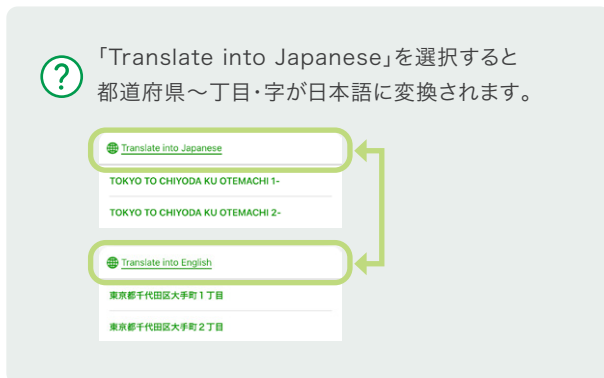 「Translate into Japanese」を選択すると
都道府県～丁目・字が日本語に変換されます。
?
Translate into Japanese
TOKYO TO CHIYODA KU OTEMACHI 1-
TOKYO TO CHIYODA KU OTEMACHI 2-
Translate into English
東京都千代田区大手町１丁目
東京都千代田区大手町２丁目